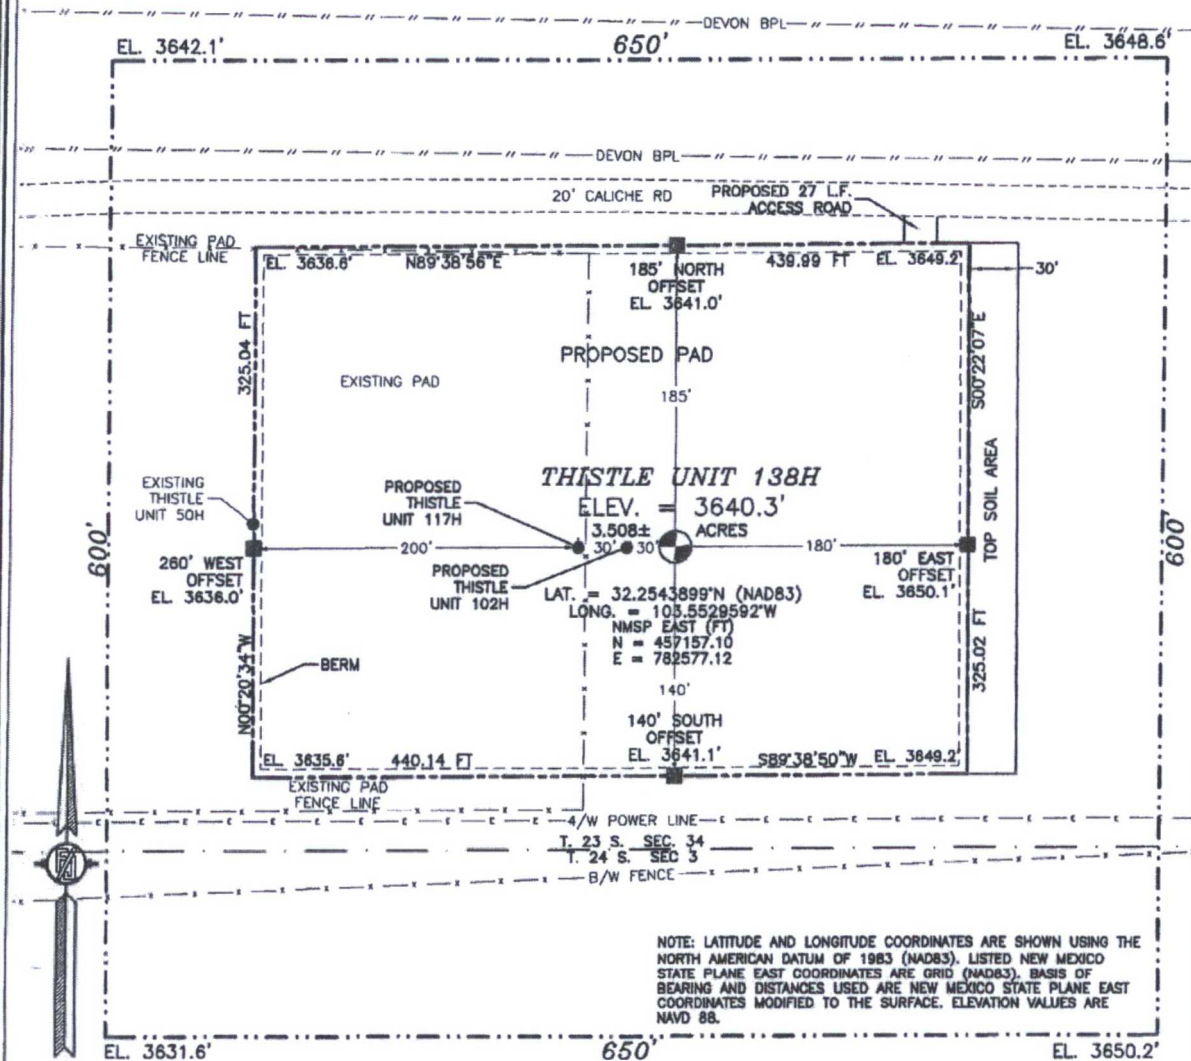 DEVON BPL
EL. 3642.1'
650'
EL. 3648.6'
DEVON BPL
20' CALICHE RD
PROPOSED 27 L.F.
ACCESS ROAD
EXISTING PAD
FENCE LINE
EL. 3636.6'
N89°38'56"E
185' NORTH
OFFSET
EL. 3641.0'
439.99 FT
EL. 3649.2'
30'
325.04 FT
S00°22'07"E
PROPOSED PAD
EXISTING PAD
185'
THISTLE UNIT 138H
ELEV. = 3640.3'
3.508± ACRES
EXISTING
THISTLE
UNIT 50H
PROPOSED
THISTLE
UNIT 117H
TOP SOIL AREA
600'
600'
200'
30'
30'
180'
260' WEST
OFFSET
EL. 3636.0'
PROPOSED
THISTLE
UNIT 102H
180' EAST
OFFSET
EL. 3650.1'
LAT. = 32.2543899°N (NAD83)
LONG. = 103.5529592°W
NMSP EAST (FT)
N = 457157.10
E = 782577.12
325.02 FT
N00°20'34"W
BERM
140'
140' SOUTH
OFFSET
EL. 3641.1'
EL. 3635.6'
440.14 FT
S89°38'50"W
EL. 3649.2'
EXISTING PAD
FENCE LINE
4/W POWER LINE
T. 23 S. SEC. 34
T. 24 S. SEC 3
B/W FENCE
NOTE: LATITUDE AND LONGITUDE COORDINATES ARE SHOWN USING THE
NORTH AMERICAN DATUM OF 1983 (NAD83). LISTED NEW MEXICO
STATE PLANE EAST COORDINATES ARE GRID (NAD83). BASIS OF
BEARING AND DISTANCES USED ARE NEW MEXICO STATE PLANE EAST
COORDINATES MODIFIED TO THE SURFACE. ELEVATION VALUES ARE
NAVD 88.
EL. 3631.6'
650'
EL. 3650.2'